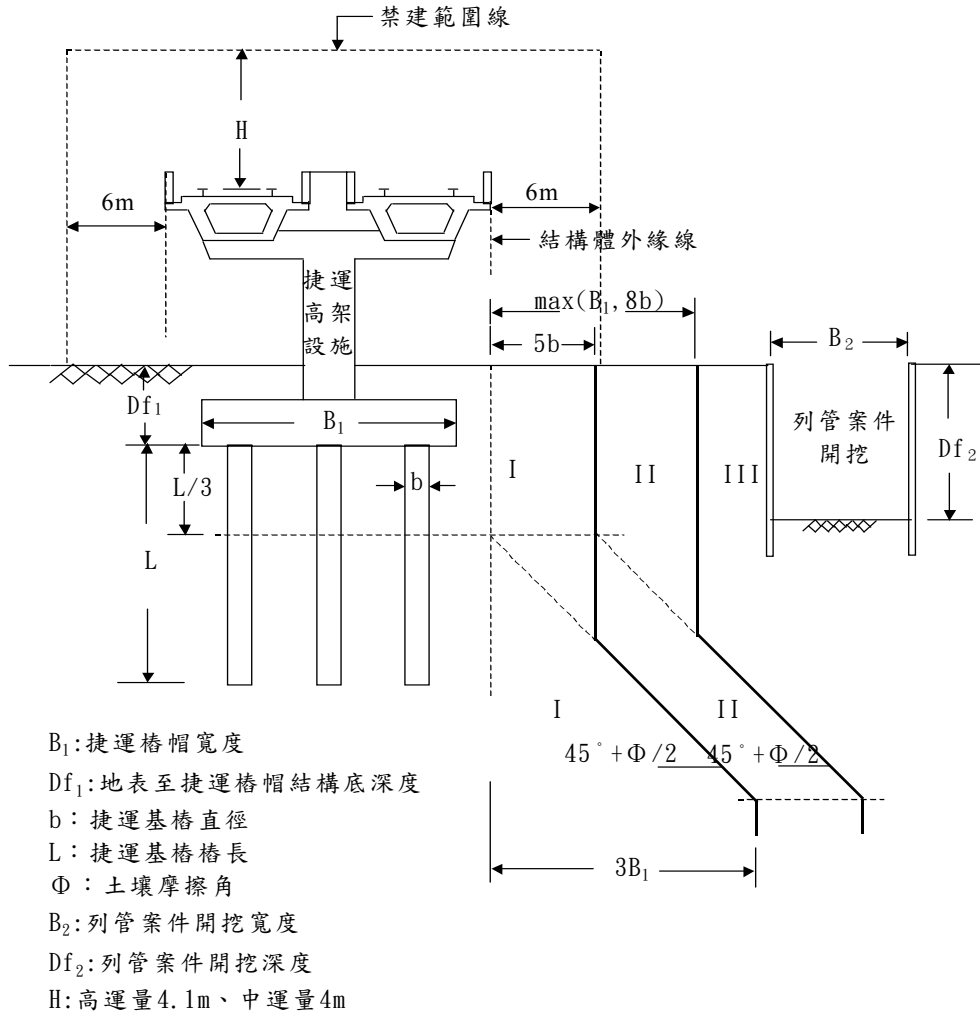 禁建範圍線
H
6m
6m
結構體外緣線
捷運
高架
設施
max(B₁,8b)
5b
B₂
Df₁
B₁
列管案件
開挖
Df₂
L/3
b
I
II
III
L
I
II
45°+Φ/2
45°+Φ/2
3B₁
B₁:捷運樁帽寬度
Df₁:地表至捷運樁帽結構底深度
b：捷運基樁直徑
L：捷運基樁樁長
Φ：土壤摩擦角
B₂:列管案件開挖寬度
Df₂:列管案件開挖深度
H:高運量4.1m、中運量4m